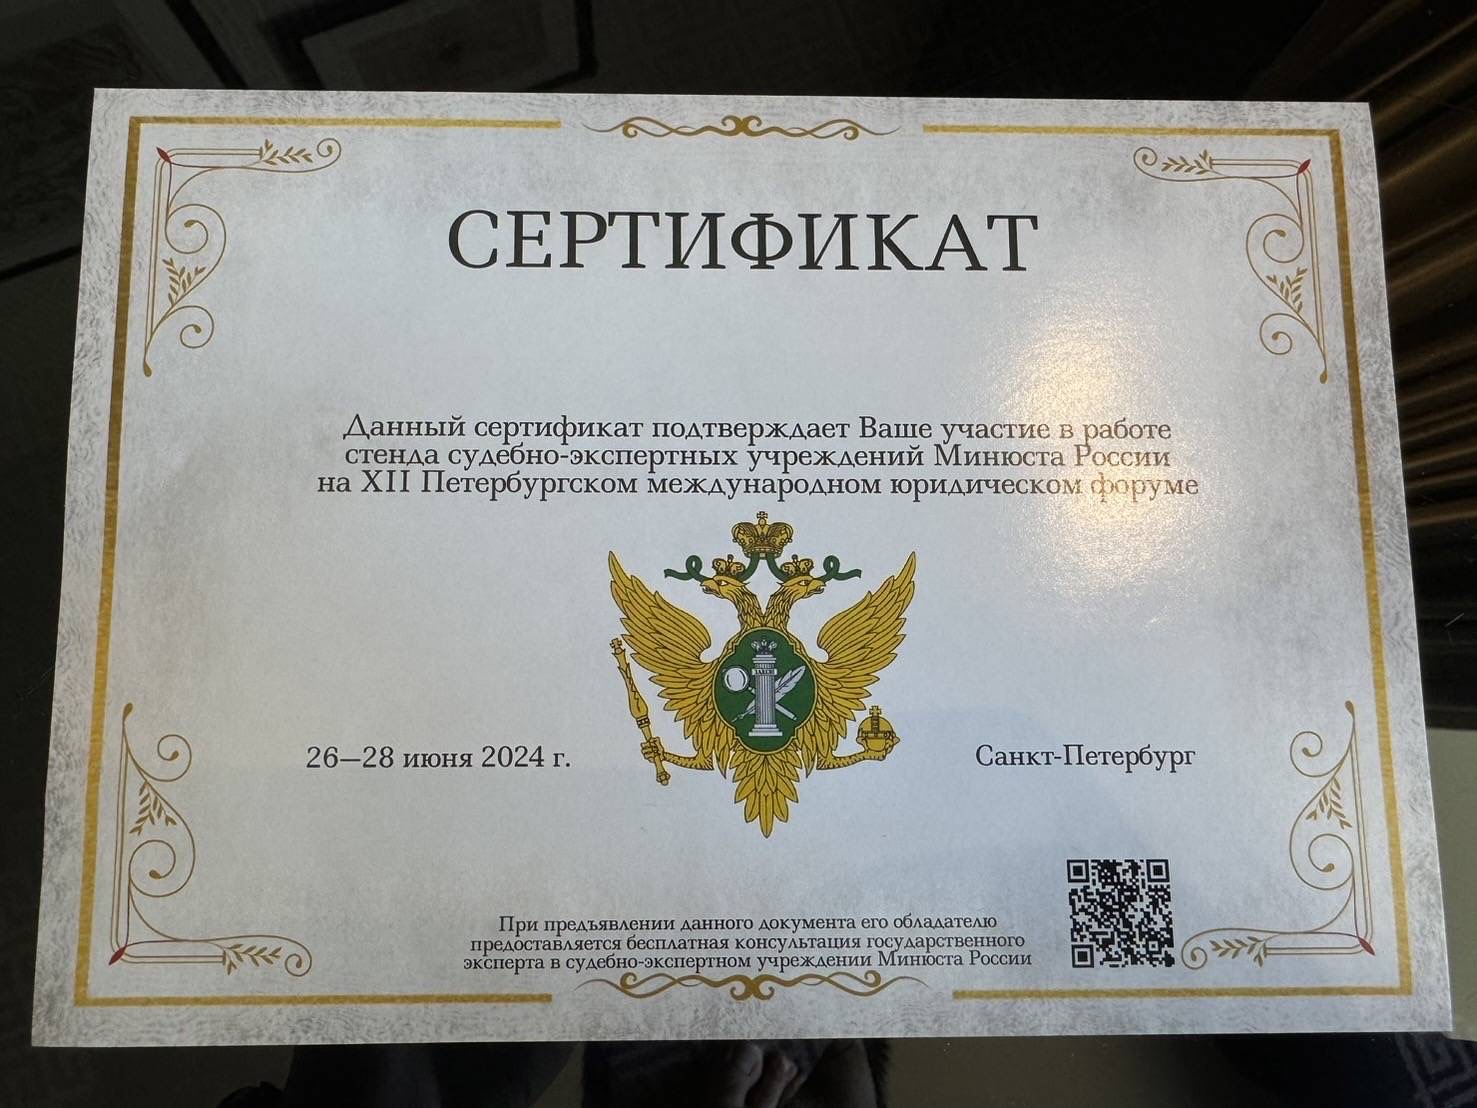 СЕРТИФИКАТ
Данный сертификат подтверждает Ваше участие в работе
стенда судебно-экспертных учреждений Минюста России
на XII Петербургском международном юридическом форуме
26—28 июня 2024 г.
Санкт-Петербург
При предъявлении данного документа его обладателю
предоставляется бесплатная консультация государственного
эксперта в судебно-экспертном учреждении Минюста России